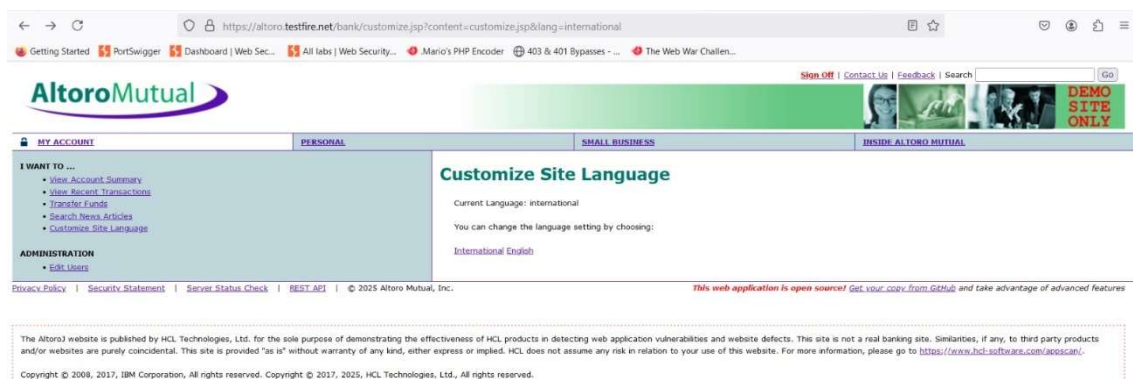 https://altoro.testfire.net/bank/customize.jsp?content=customize.jsp&lang=international
Getting Started PortSwigger Dashboard | Web Sec... All labs | Web Security... .Mario's PHP Encoder 403 & 401 Bypasses - ... The Web War Challen...
Sign Off | Contact Us | Feedback | Search Go
AltoroMutual
DEMO
SITE
ONLY
MY ACCOUNT PERSONAL SMALL BUSINESS INSIDE ALTORO MUTUAL
I WANT TO ...
• View Account Summary
• View Recent Transactions
• Transfer Funds
• Search News Articles
• Customize Site Language
ADMINISTRATION
• Edit Users
Customize Site Language
Current Language: international
You can change the language setting by choosing:
International English
Privacy Policy | Security Statement | Server Status Check | REST API | © 2025 Altoro Mutual, Inc. This web application is open source! Get your copy from GitHub and take advantage of advanced features
The AltoroJ website is published by HCL Technologies, Ltd. for the sole purpose of demonstrating the effectiveness of HCL products in detecting web application vulnerabilities and website defects. This site is not a real banking site. Similarities, if any, to third party products
and/or websites are purely coincidental. This site is provided "as is" without warranty of any kind, either express or implied. HCL does not assume any risk in relation to your use of this website. For more information, please go to https://www.hcl-software.com/appscan/.
Copyright © 2008, 2017, IBM Corporation, All rights reserved. Copyright © 2017, 2025, HCL Technologies, Ltd., All rights reserved.